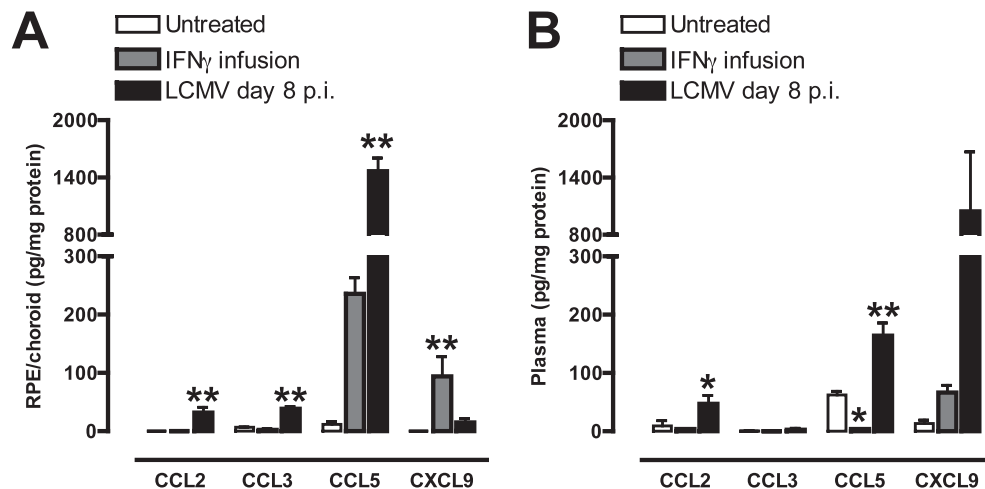 A
Untreated
IFNγ infusion
LCMV day 8 p.i.
RPE/choroid (pg/mg protein)
2000
1400
800
300
200
100
0
**
**
**
**
CCL2 CCL3 CCL5 CXCL9
B
Untreated
IFNγ infusion
LCMV day 8 p.i.
Plasma (pg/mg protein)
2000
1400
800
300
200
100
0
*
*
**
CCL2 CCL3 CCL5 CXCL9